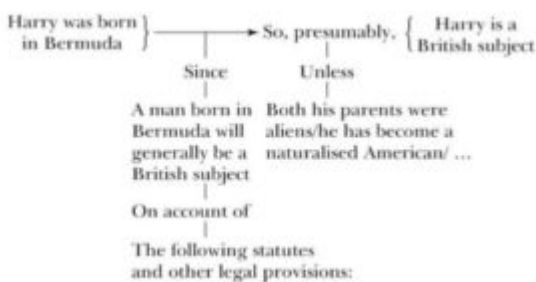 Harry was born
in Bermuda
So, presumably,
Harry is a
British subject
Since
Unless
A man born in
Bermuda will
generally be a
British subject
Both his parents were
aliens/he has become a
naturalised American/ ...
On account of
The following statutes
and other legal provisions: